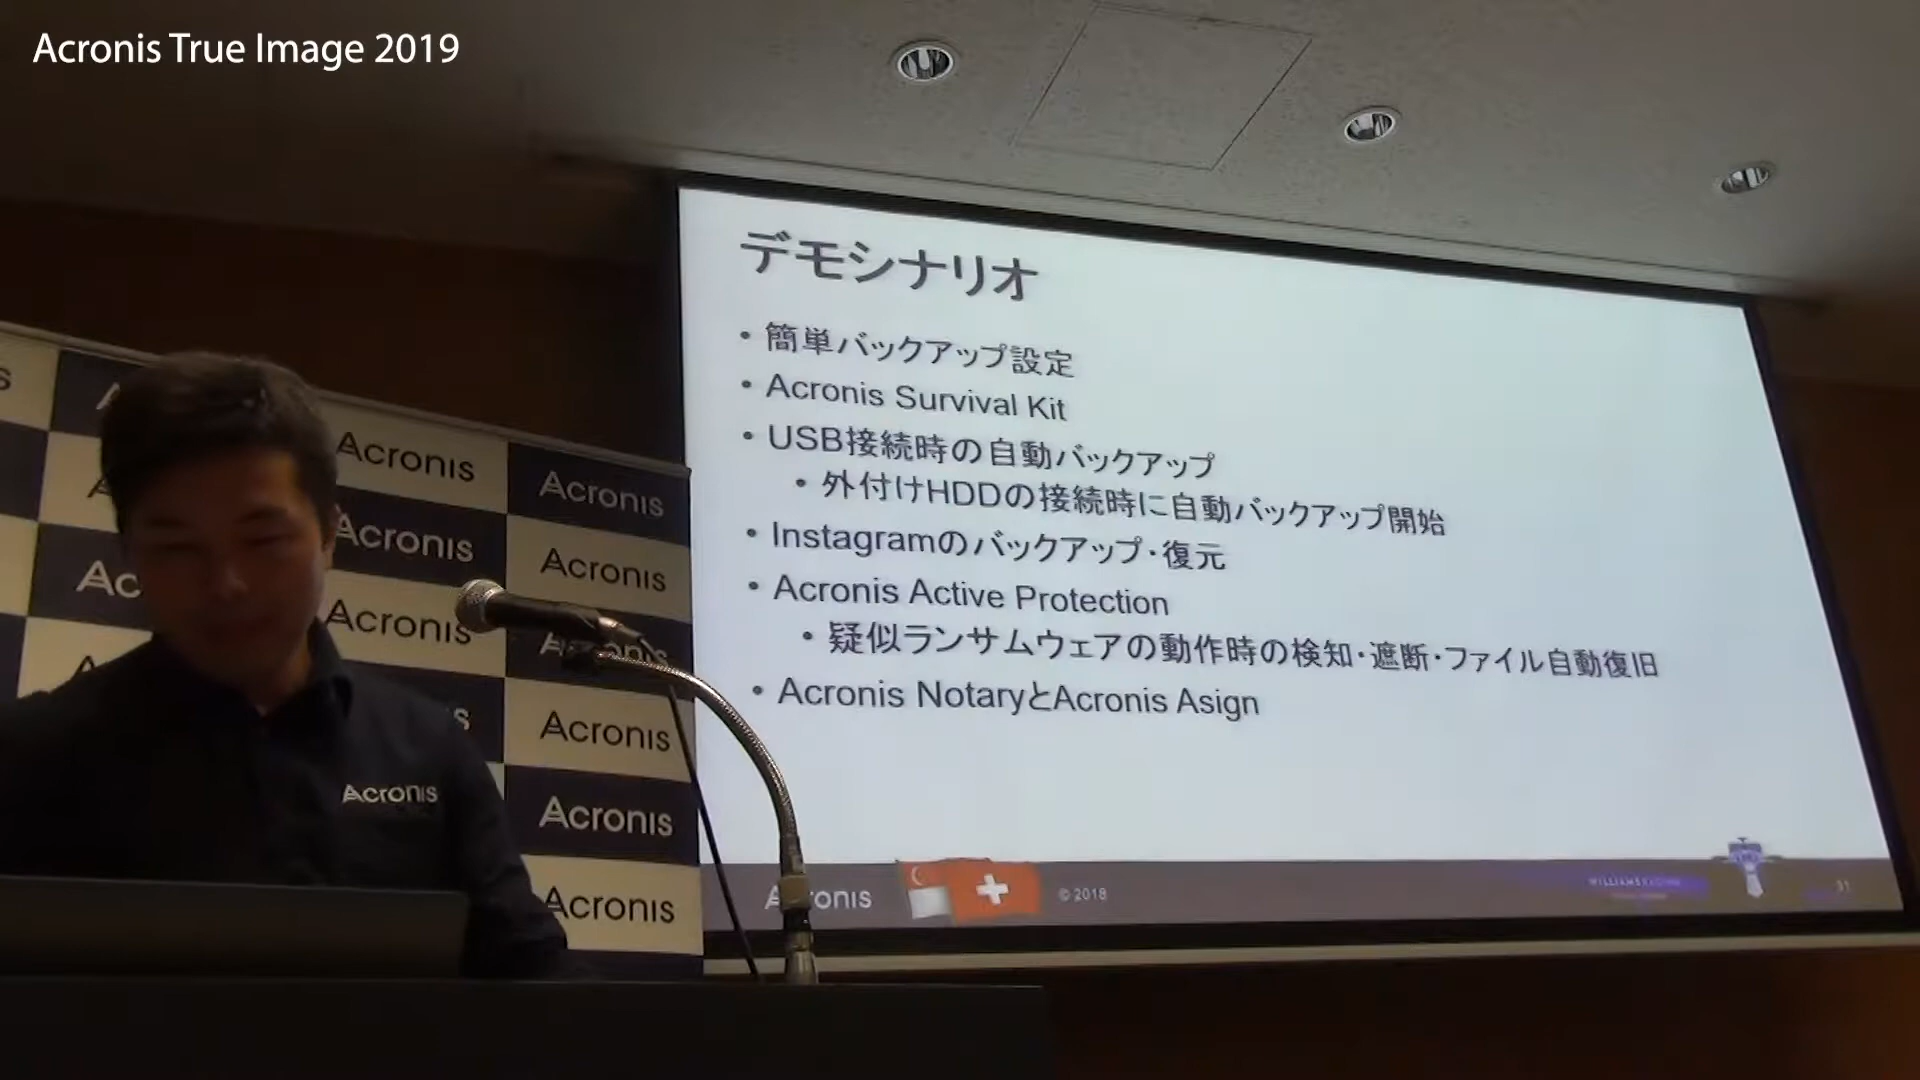 Acronis True Image 2019
デモシナリオ
• 簡単バックアップ設定
• Acronis Survival Kit
• USB接続時の自動バックアップ
• 外付けHDDの接続時に自動バックアップ開始
• Instagramのバックアップ・復元
• Acronis Active Protection
• 疑似ランサムウェアの動作時の検知・遮断・ファイル自動復旧
• Acronis NotaryとAcronis Asign
Acronis
© 2018
31
Acronis
Acronis
Acronis
Acronis
Acronis
Acronis
Acronis
Acronis
Acronis
Acronis